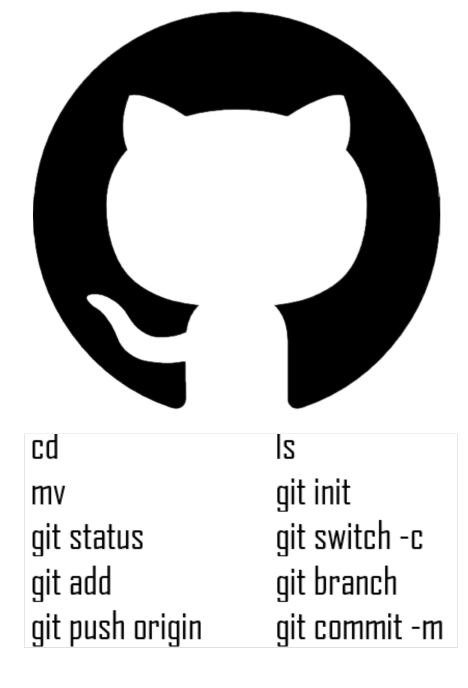 cd ls
mv git init
git status git switch -c
git add git branch
git push origin git commit -m